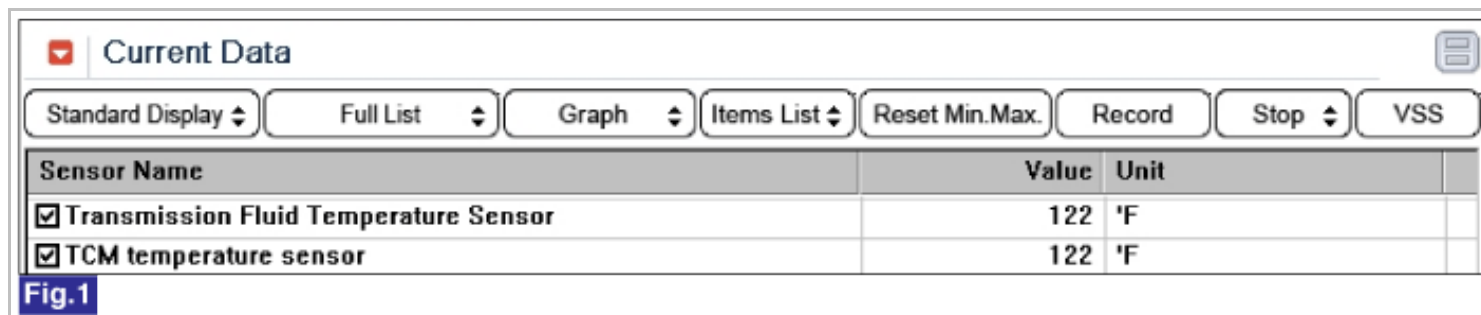 Current Data
Standard Display Full List Graph Items List Reset Min.Max. Record Stop VSS
Sensor Name Value Unit
Transmission Fluid Temperature Sensor 122 'F
TCM temperature sensor 122 'F
Fig.1